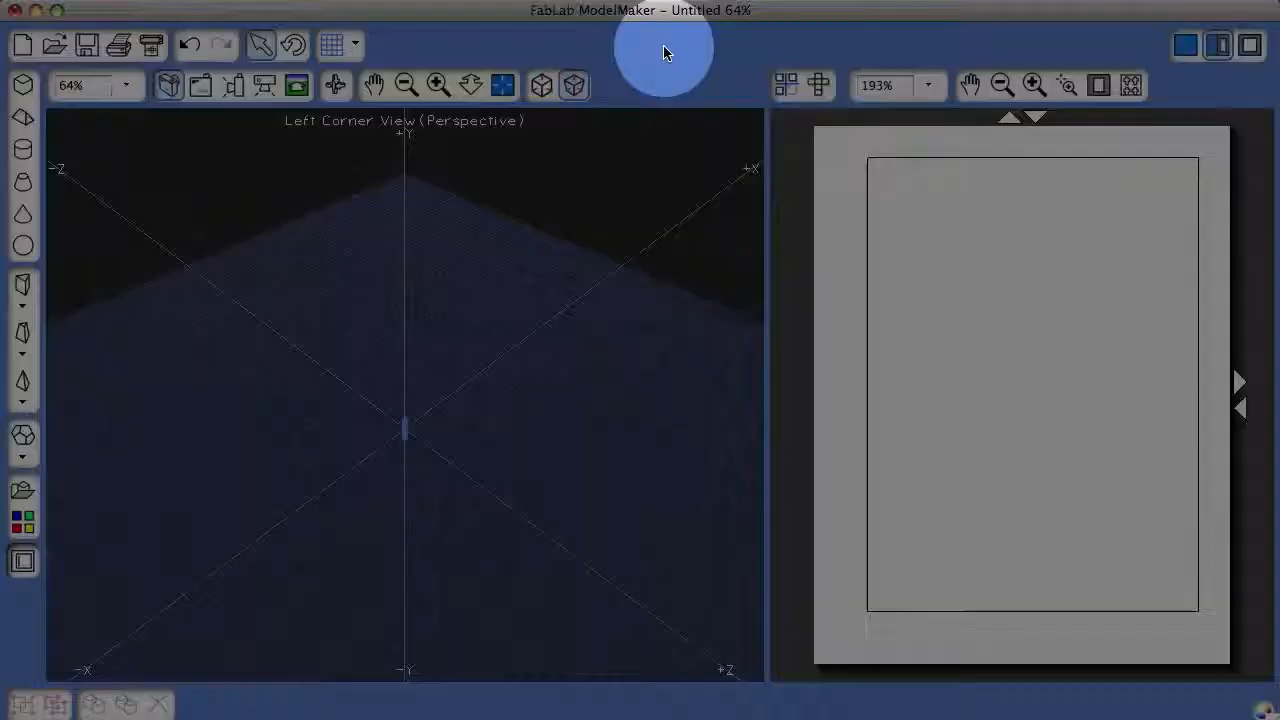 FabLab ModelMaker - Untitled 64%
64%
193%
Left Corner View (Perspective)
+Y
-Z
+X
-X
-Y
+Z